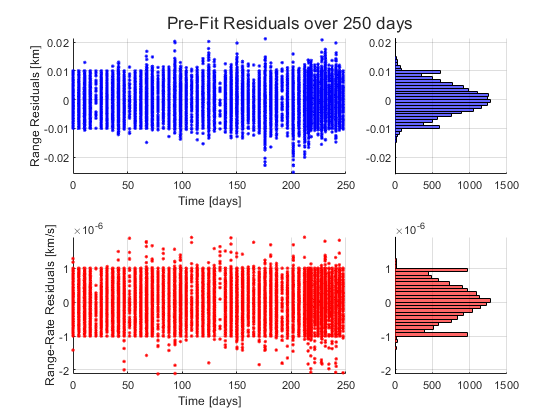 Pre-Fit Residuals over 250 days
Range Residuals [km]
0.02
0.01
0
-0.01
-0.02
0 50 100 150 200 250
Time [days]
0.02
0.01
0
-0.01
-0.02
0 500 1000 1500
Range-Rate Residuals [km/s]
×10-6
1
0
-1
-2
0 50 100 150 200 250
Time [days]
×10-6
1
0
-1
-2
0 500 1000 1500